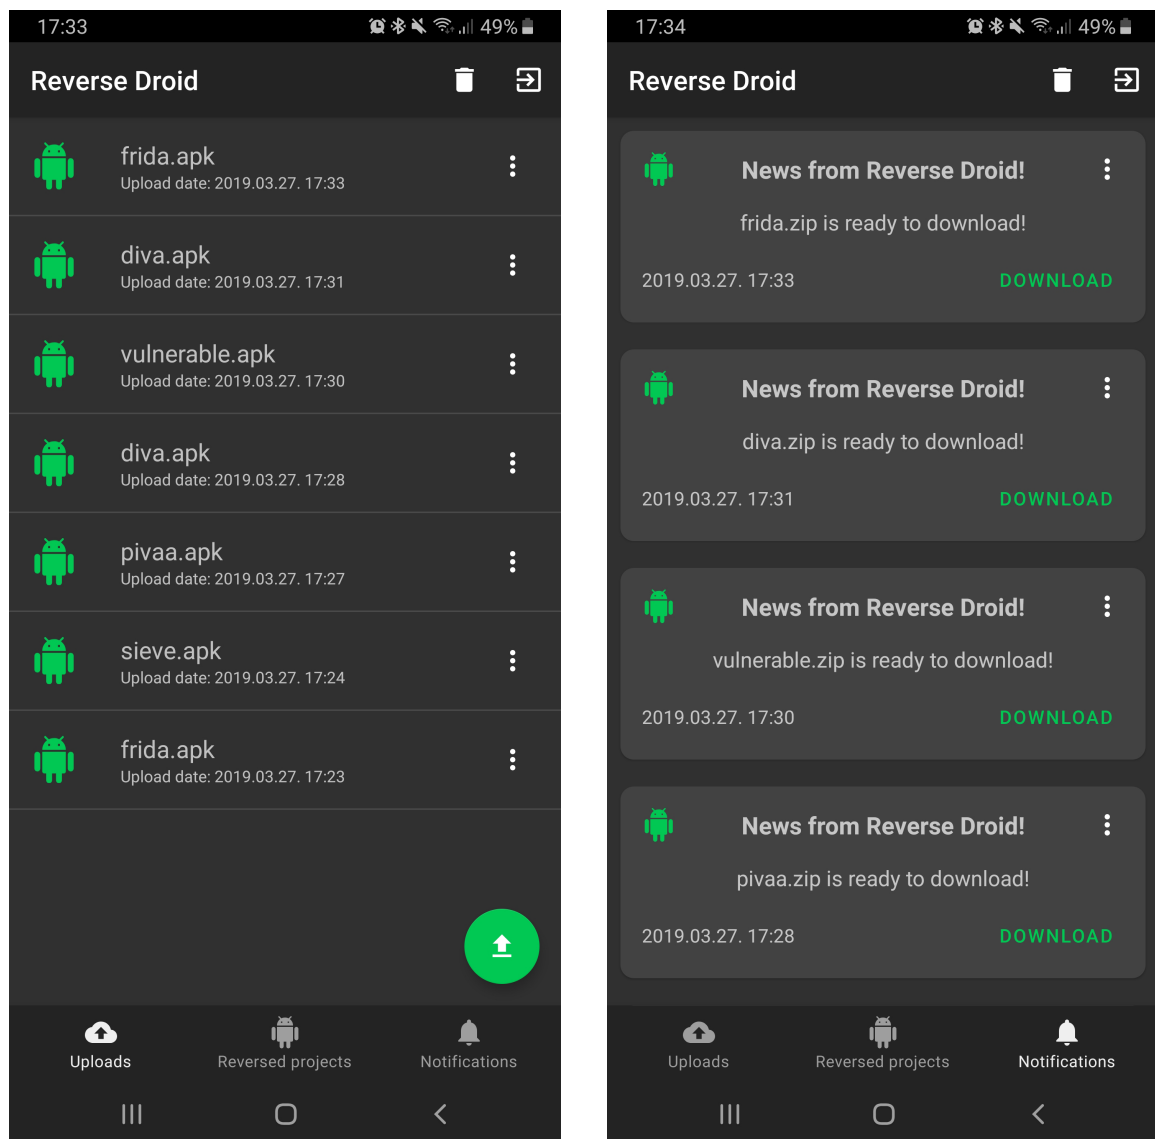 17:33
49%
Reverse Droid
frida.apk
Upload date: 2019.03.27. 17:33
diva.apk
Upload date: 2019.03.27. 17:31
vulnerable.apk
Upload date: 2019.03.27. 17:30
diva.apk
Upload date: 2019.03.27. 17:28
pivaa.apk
Upload date: 2019.03.27. 17:27
sieve.apk
Upload date: 2019.03.27. 17:24
frida.apk
Upload date: 2019.03.27. 17:23
Uploads
Reversed projects
Notifications
17:34
49%
Reverse Droid
News from Reverse Droid!
frida.zip is ready to download!
2019.03.27. 17:33
DOWNLOAD
News from Reverse Droid!
diva.zip is ready to download!
2019.03.27. 17:31
DOWNLOAD
News from Reverse Droid!
vulnerable.zip is ready to download!
2019.03.27. 17:30
DOWNLOAD
News from Reverse Droid!
pivaa.zip is ready to download!
2019.03.27. 17:28
DOWNLOAD
Uploads
Reversed projects
Notifications